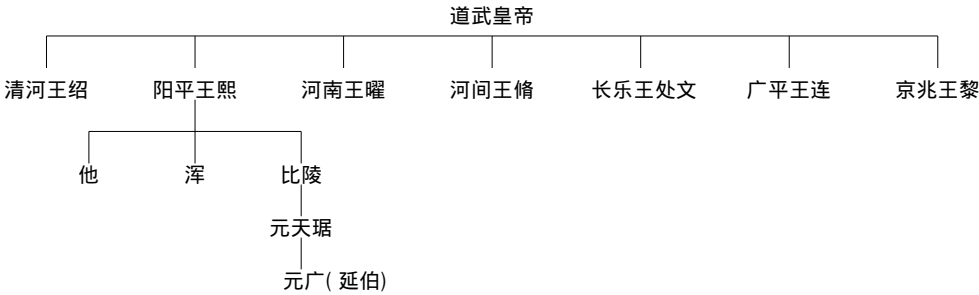 道武皇帝
清河王绍 阳平王熙 河南王曜 河间王脩 长乐王处文 广平王连 京兆王黎
他 浑 比陵
元天琚
元广( 延伯)